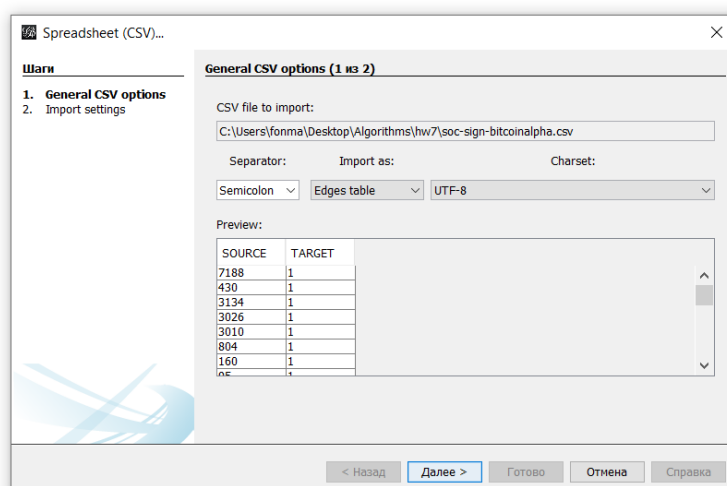 Spreadsheet (CSV)...
Шаги
1. General CSV options
2. Import settings
General CSV options (1 из 2)
CSV file to import:
C:\Users\fonma\Desktop\Algorithms\hw7\soc-sign-bitcoinalpha.csv
Separator: Import as: Charset:
Semicolon Edges table UTF-8
Preview:
SOURCE TARGET
7188 1
430 1
3134 1
3026 1
3010 1
804 1
160 1
95 1
< Назад Далее > Готово Отмена Справка